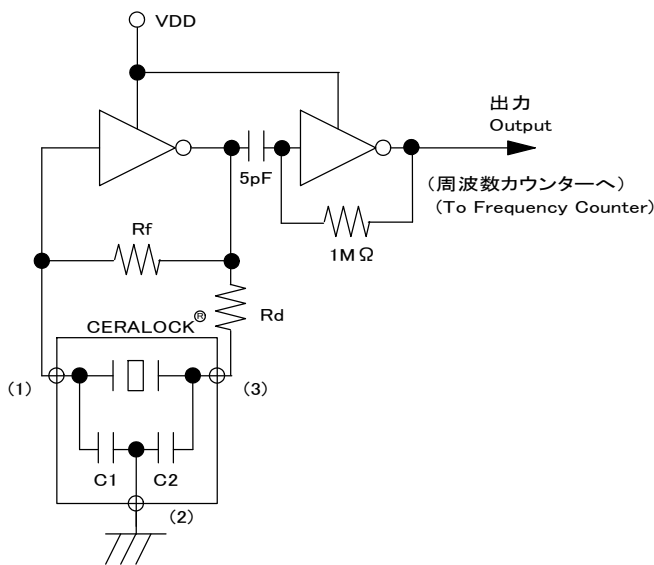 VDD
出力
Output
5pF
(周波数カウンターへ)
(To Frequency Counter)
Rf
1MΩ
Rd
CERALOCK®
(1)
(3)
C1
C2
(2)